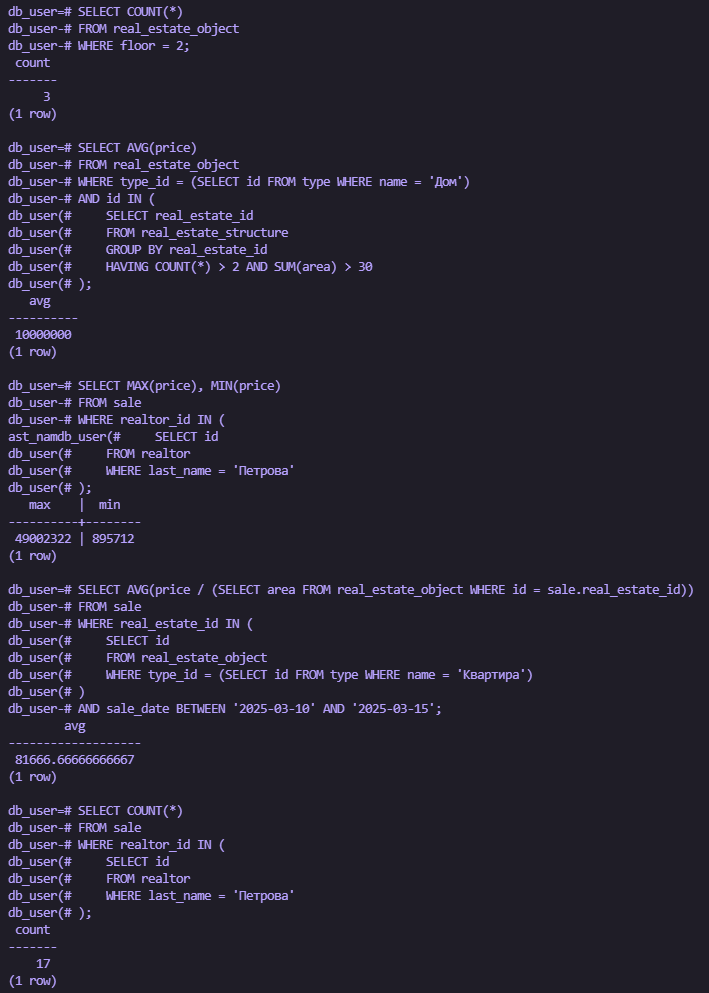 db_user=# SELECT COUNT(*)
db_user-# FROM real_estate_object
db_user-# WHERE floor = 2;
 count
-------
     3
(1 row)

db_user=# SELECT AVG(price)
db_user-# FROM real_estate_object
db_user-# WHERE type_id = (SELECT id FROM type WHERE name = 'Дом')
db_user-# AND id IN (
db_user(#     SELECT real_estate_id
db_user(#     FROM real_estate_structure
db_user(#     GROUP BY real_estate_id
db_user(#     HAVING COUNT(*) > 2 AND SUM(area) > 30
db_user(# );
   avg
----------
 10000000
(1 row)

db_user=# SELECT MAX(price), MIN(price)
db_user-# FROM sale
db_user-# WHERE realtor_id IN (
ast_namdb_user(#     SELECT id
db_user(#     FROM realtor
db_user(#     WHERE last_name = 'Петрова'
db_user(# );
   max    |  min
----------+--------
 49002322 | 895712
(1 row)

db_user=# SELECT AVG(price / (SELECT area FROM real_estate_object WHERE id = sale.real_estate_id))
db_user-# FROM sale
db_user-# WHERE real_estate_id IN (
db_user(#     SELECT id
db_user(#     FROM real_estate_object
db_user(#     WHERE type_id = (SELECT id FROM type WHERE name = 'Квартира')
db_user(# )
db_user-# AND sale_date BETWEEN '2025-03-10' AND '2025-03-15';
        avg
-------------------
 81666.66666666667
(1 row)

db_user=# SELECT COUNT(*)
db_user-# FROM sale
db_user-# WHERE realtor_id IN (
db_user(#     SELECT id
db_user(#     FROM realtor
db_user(#     WHERE last_name = 'Петрова'
db_user(# );
 count
-------
    17
(1 row)